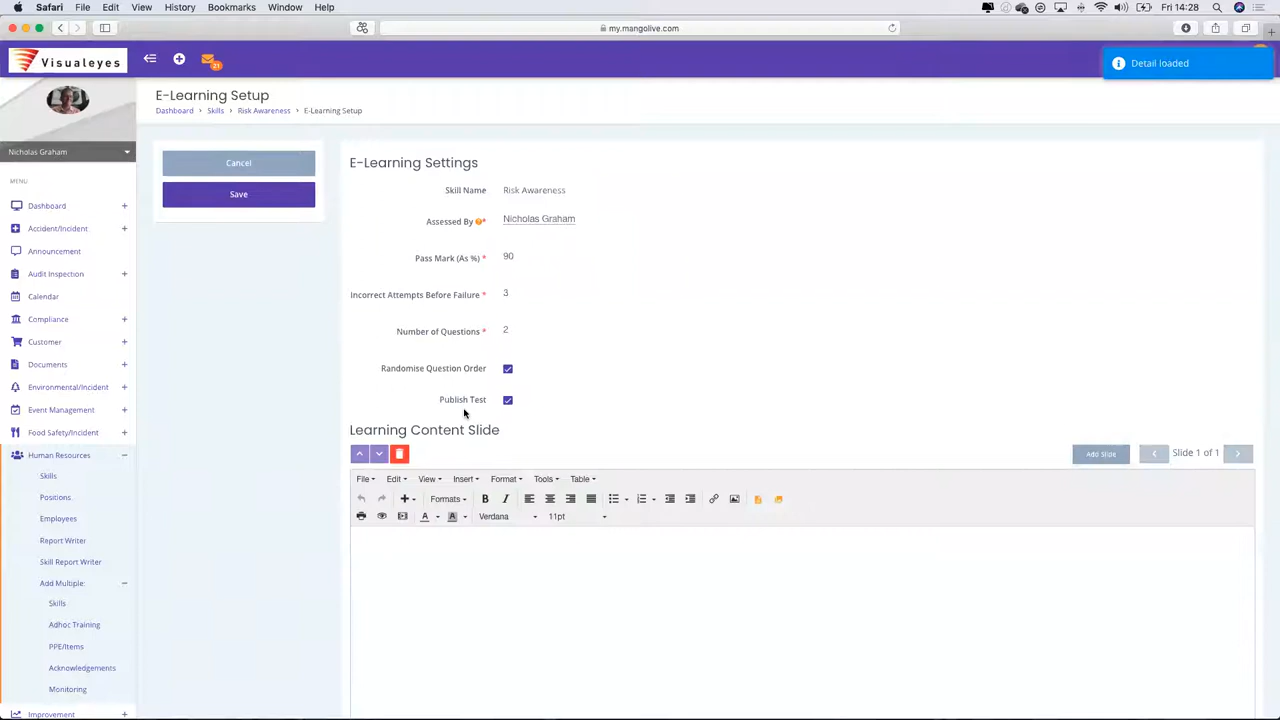 Safari File Edit View History Bookmarks Window Help Fri 14:28
my.mangolive.com
Visualeyes 21 Detail loaded
E-Learning Setup
Dashboard > Skills > Risk Awareness > E-Learning Setup
Nicholas Graham
MENU
Dashboard +
Accident/Incident +
Announcement
Audit Inspection +
Calendar
Compliance +
Customer +
Documents +
Environmental/Incident +
Event Management +
Food Safety/Incident +
Human Resources −
Skills
Positions
Employees
Report Writer
Skill Report Writer
Add Multiple: −
Skills
Adhoc Training
PPE/Items
Acknowledgements
Monitoring
Improvement +
Cancel
Save
E-Learning Settings
Skill Name Risk Awareness
Assessed By * Nicholas Graham
Pass Mark (As %) * 90
Incorrect Attempts Before Failure * 3
Number of Questions * 2
Randomise Question Order
Publish Test
Learning Content Slide
Add Slide Slide 1 of 1
File Edit View Insert Format Tools Table
Formats B I
A A Verdana 11pt